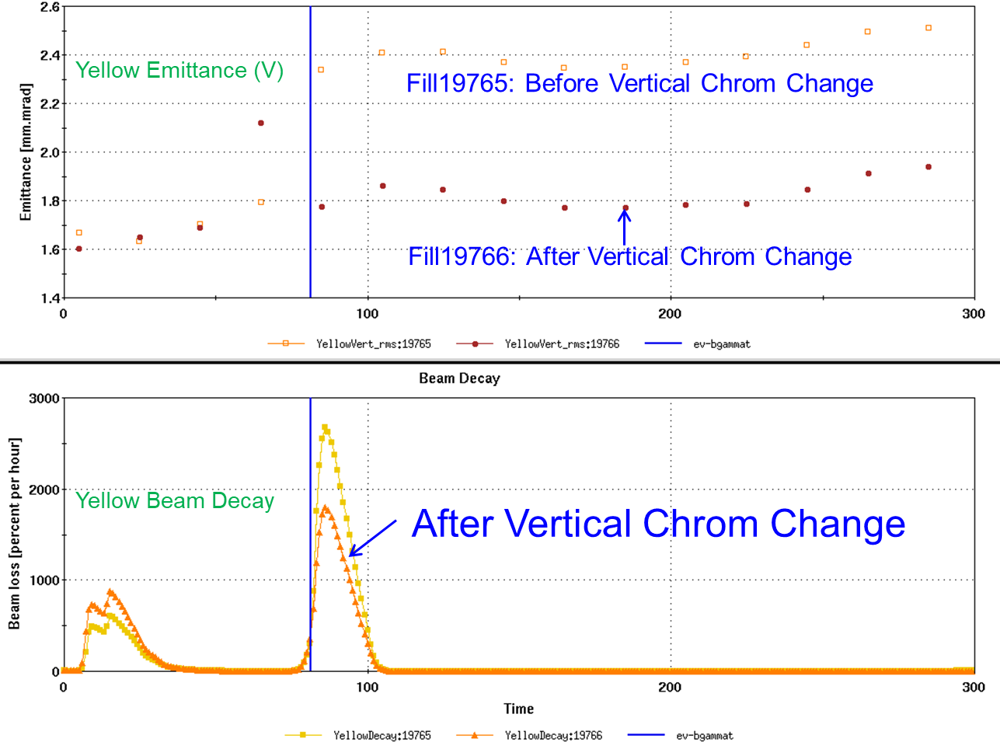 2.6
Yellow Emittance (V)
2.4
Fill19765: Before Vertical Chrom Change
2.2
2.0
1.8
Fill19766: After Vertical Chrom Change
1.6
1.4
Emittance [mm.mrad]
0 100 200 300
YellowVert_rms:19765 YellowVert_rms:19766 ev-bgammat
Beam Decay
3000
2000
Yellow Beam Decay
After Vertical Chrom Change
1000
0
Beam loss [percent per hour]
0 100 200 300
Time
YellowDecay:19765 YellowDecay:19766 ev-bgammat